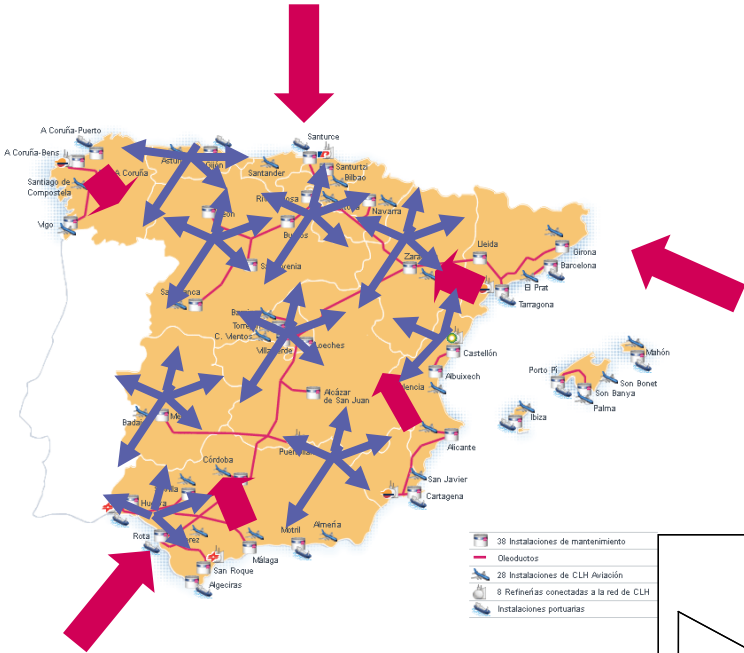 A Coruña-Puerto
Santurce
A Coruña-Bens
A Coruña
Santurtzi
Bilbao
Santander
Santiago de
Compostela
Navarra
Vigo
Burgos
Lleida
Girona
Barcelona
El Prat
Tarragona
C. Vientos
Loeches
Castellón
Mahón
Albuixech
Porto Pi
Son Bonet
Son Banya
Palma
Alcázar
de San Juan
Ibiza
Alicante
Córdoba
San Javier
Cartagena
Almería
Motril
Rota
Málaga
San Roque
Algeciras
38 Instalaciones de mantenimiento
Oleoductos
28 Instalaciones de CLH Aviación
8 Refinerías conectadas a la red de CLH
Instalaciones portuarias